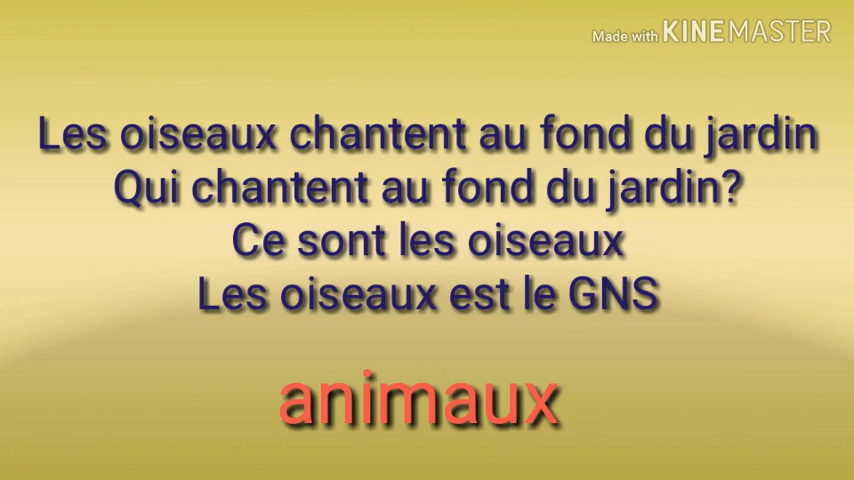 Made with KINEMASTER
Les oiseaux chantent au fond du jardin
Qui chantent au fond du jardin?
Ce sont les oiseaux
Les oiseaux est le GNS
animaux